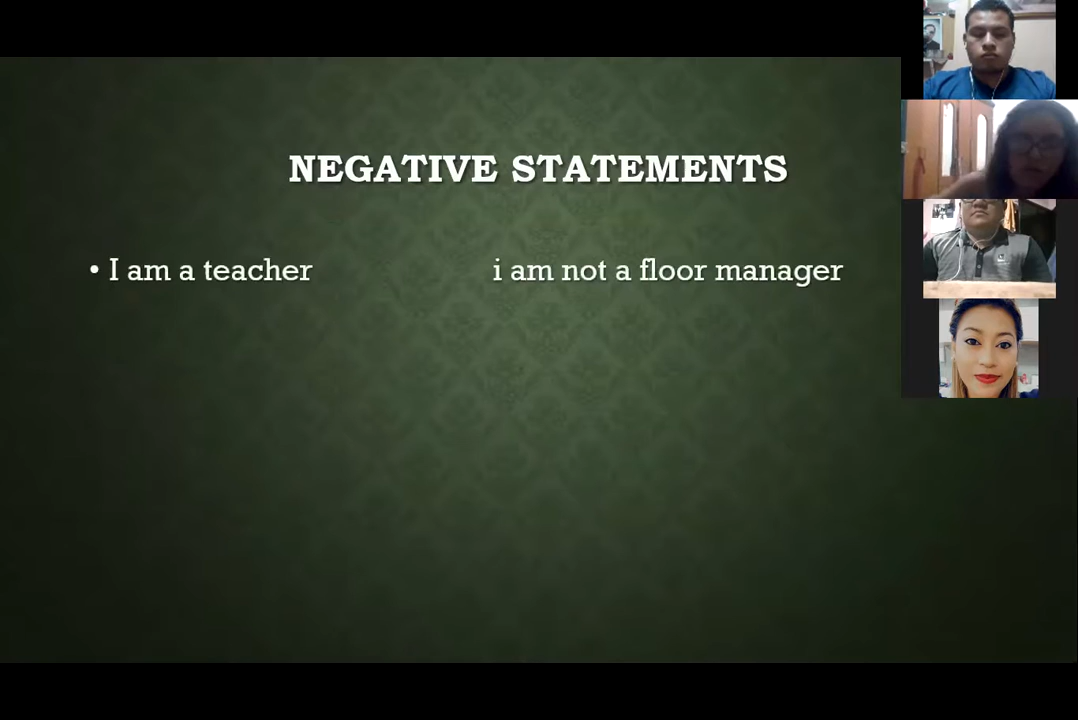 NEGATIVE STATEMENTS
• I am a teacher i am not a floor manager